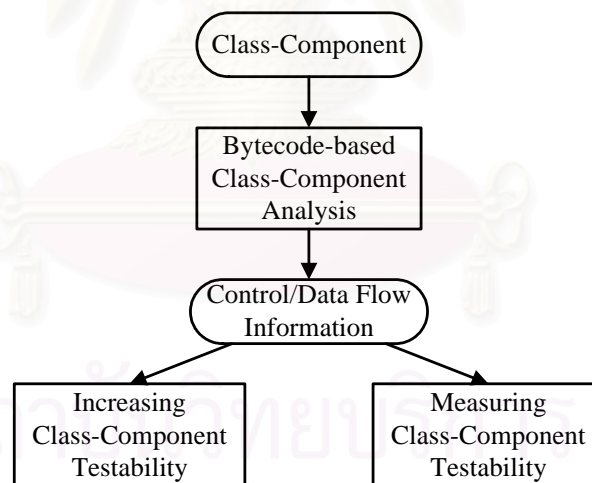 Class-Component
Bytecode-based
Class-Component
Analysis
Control/Data Flow
Information
Increasing
Class-Component
Testability
Measuring
Class-Component
Testability